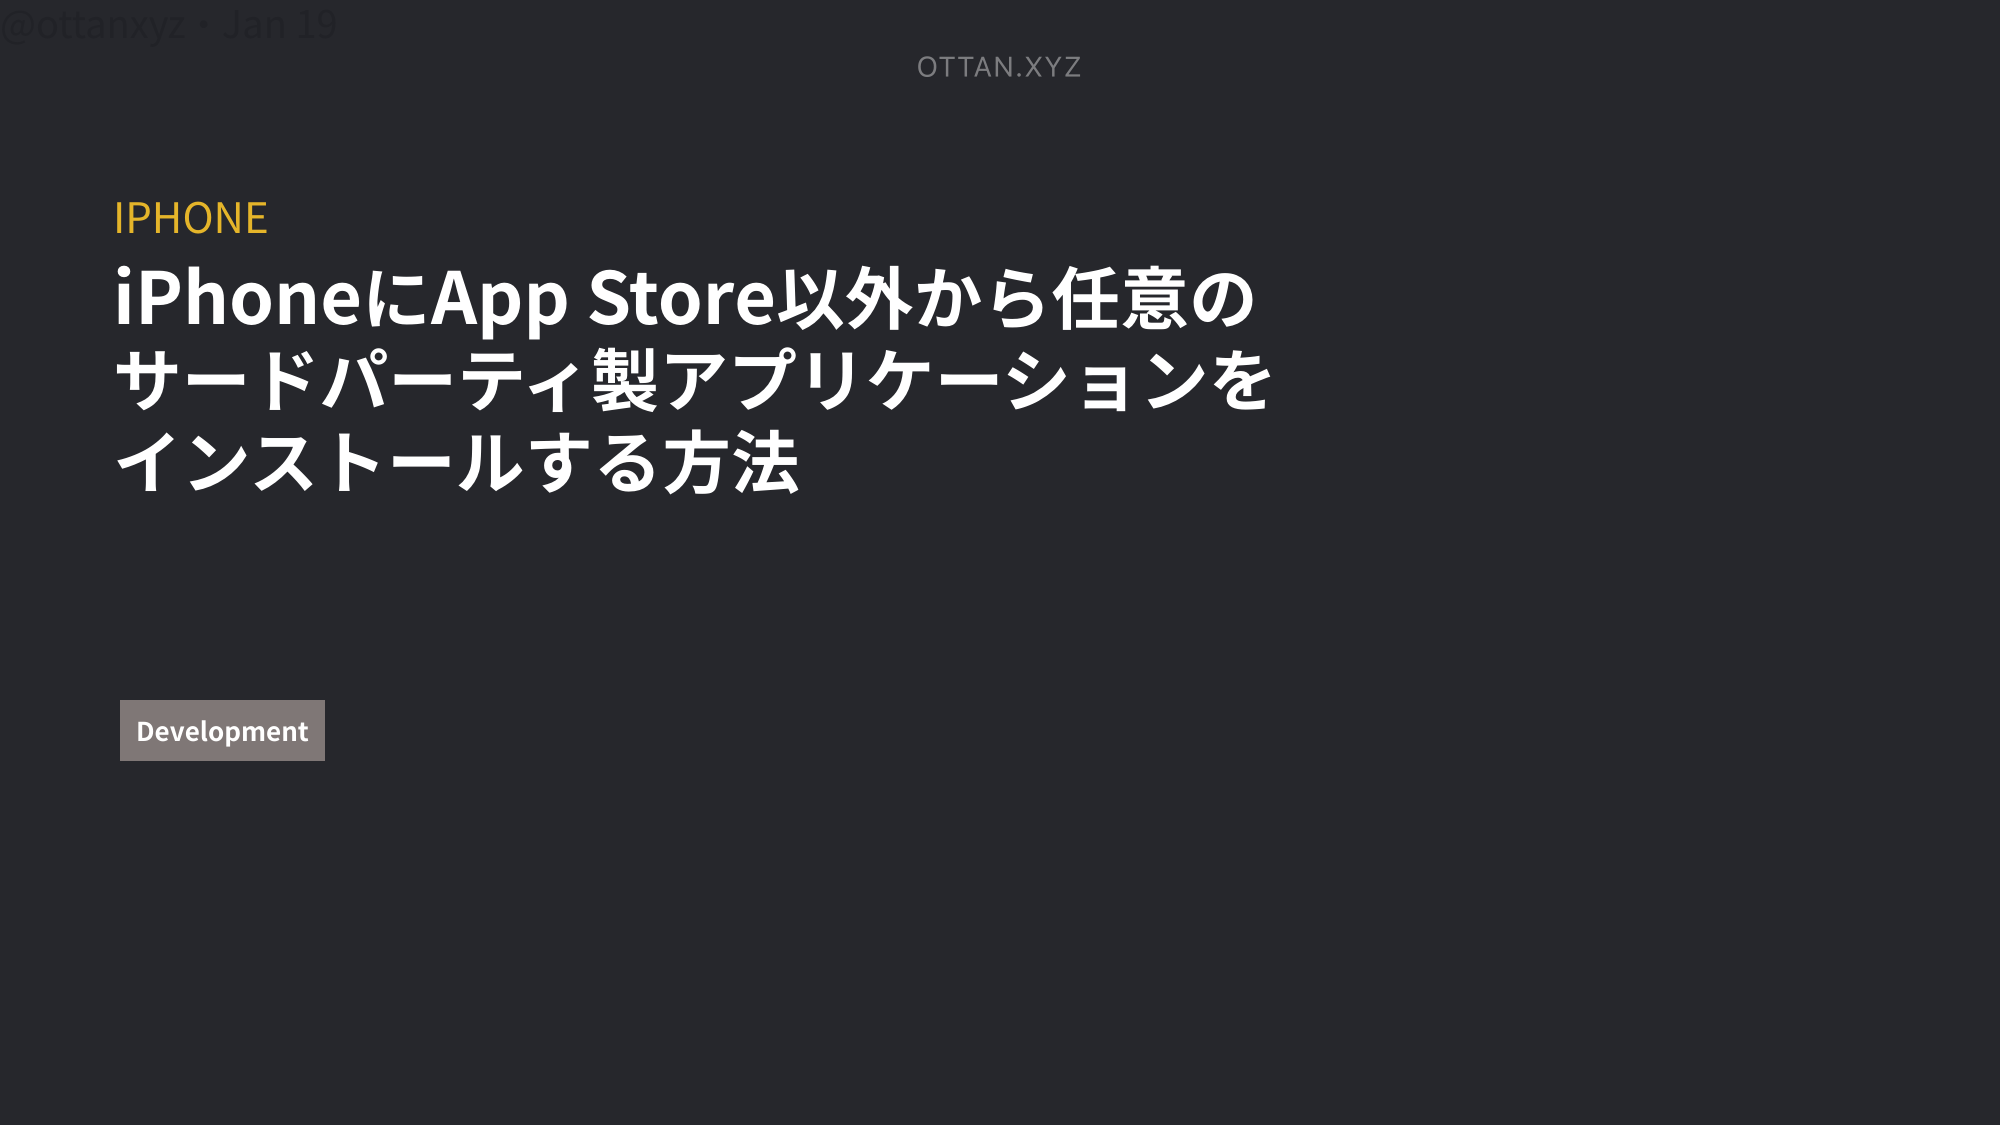 @ottanxyz・Jan 19
OTTAN.XYZ
IPHONE
iPhoneにApp Store以外から任意の
サードパーティ製アプリケーションを
インストールする方法
Development